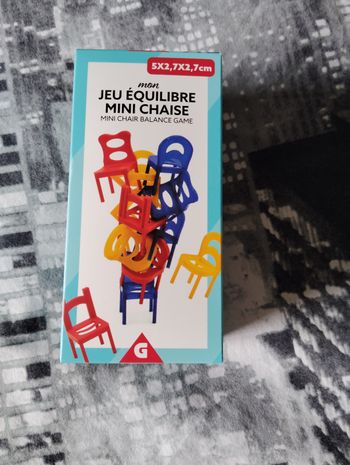 5X2,7X2,7cm
mon
JEU ÉQUILIBRE
MINI CHAISE
MINI CHAIR BALANCE GAME
G